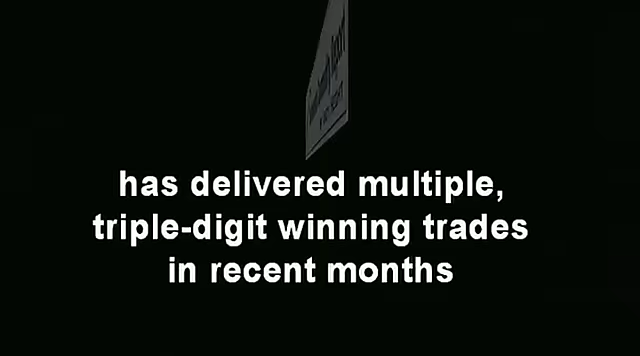 has delivered multiple,
triple-digit winning trades
in recent months